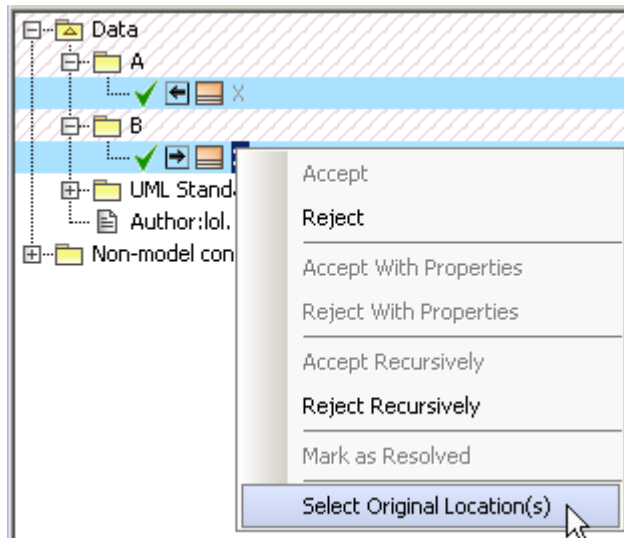 Data
A
X
B
UML Stand
Author:lol.
Non-model con
Accept
Reject
Accept With Properties
Reject With Properties
Accept Recursively
Reject Recursively
Mark as Resolved
Select Original Location(s)